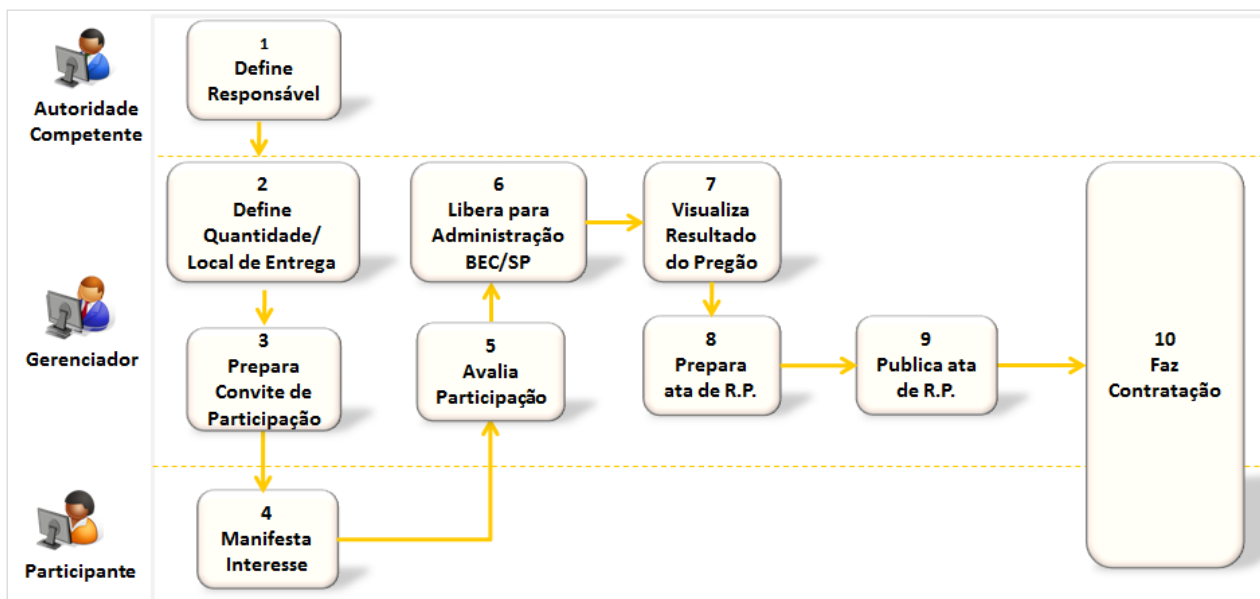 Autoridade
Competente
1
Define
Responsável
Gerenciador
2
Define
Quantidade/
Local de Entrega
3
Prepara
Convite de
Participação
Participante
4
Manifesta
Interesse
5
Avalia
Participação
6
Libera para
Administração
BEC/SP
7
Visualiza
Resultado
do Pregão
8
Prepara
ata de R.P.
9
Publica ata
de R.P.
10
Faz
Contratação